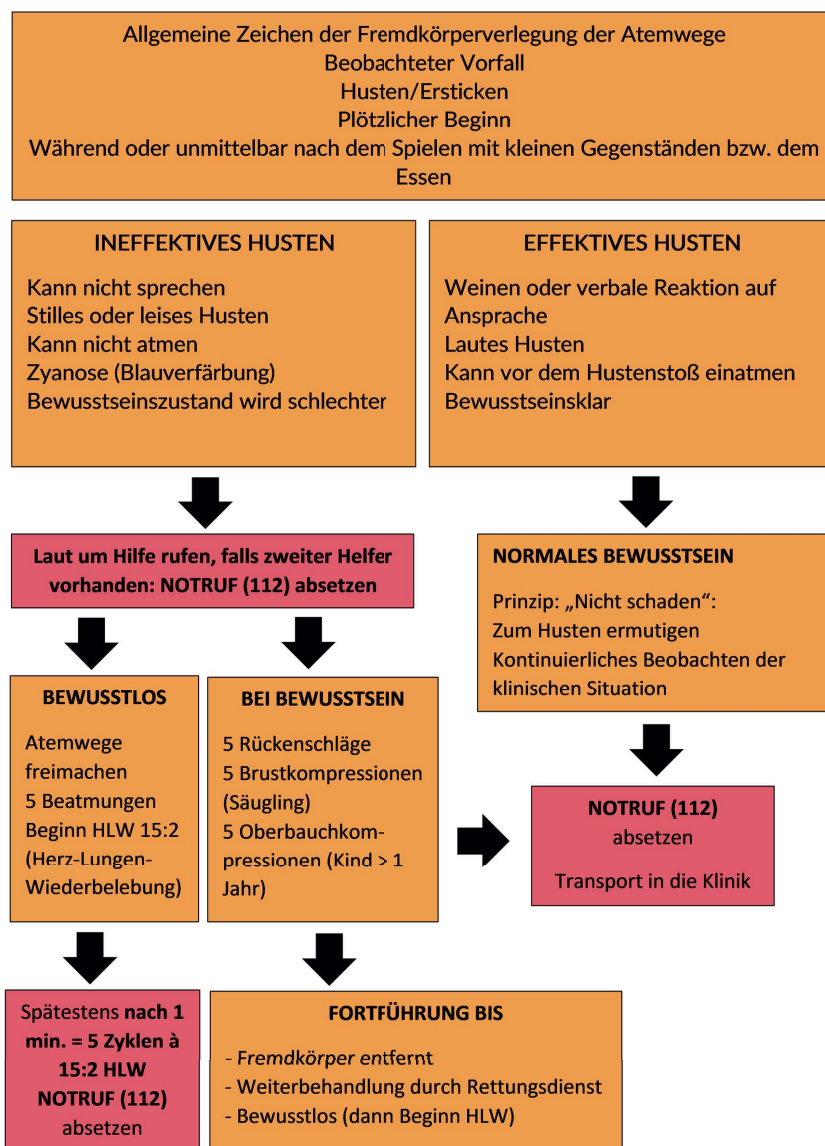 Allgemeine Zeichen der Fremdkörperverlegung der Atemwege
Beobachteter Vorfall
Husten/Ersticken
Plötzlicher Beginn
Während oder unmittelbar nach dem Spielen mit kleinen Gegenständen bzw. dem
Essen
INEFFEKTIVES HUSTEN
Kann nicht sprechen
Stilles oder leises Husten
Kann nicht atmen
Zyanose (Blauverfärbung)
Bewusstseinszustand wird schlechter
EFFEKTIVES HUSTEN
Weinen oder verbale Reaktion auf
Ansprache
Lautes Husten
Kann vor dem Hustenstoß einatmen
Bewusstseinsklar
Laut um Hilfe rufen, falls zweiter Helfer
vorhanden: NOTRUF (112) absetzen
NORMALES BEWUSSTSEIN
Prinzip: „Nicht schaden“:
Zum Husten ermutigen
Kontinuierliches Beobachten der
klinischen Situation
BEWUSSTLOS
Atemwege
freimachen
5 Beatmungen
Beginn HLW 15:2
(Herz-Lungen-
Wiederbelebung)
BEI BEWUSSTSEIN
5 Rückenschläge
5 Brustkompressionen
(Säugling)
5 Oberbauchkom-
pressionen (Kind > 1
Jahr)
NOTRUF (112)
absetzen
Transport in die Klinik
Spätestens nach 1
min. = 5 Zyklen à
15:2 HLW
NOTRUF (112)
absetzen
FORTFÜHRUNG BIS
- Fremdkörper entfernt
- Weiterbehandlung durch Rettungsdienst
- Bewusstlos (dann Beginn HLW)